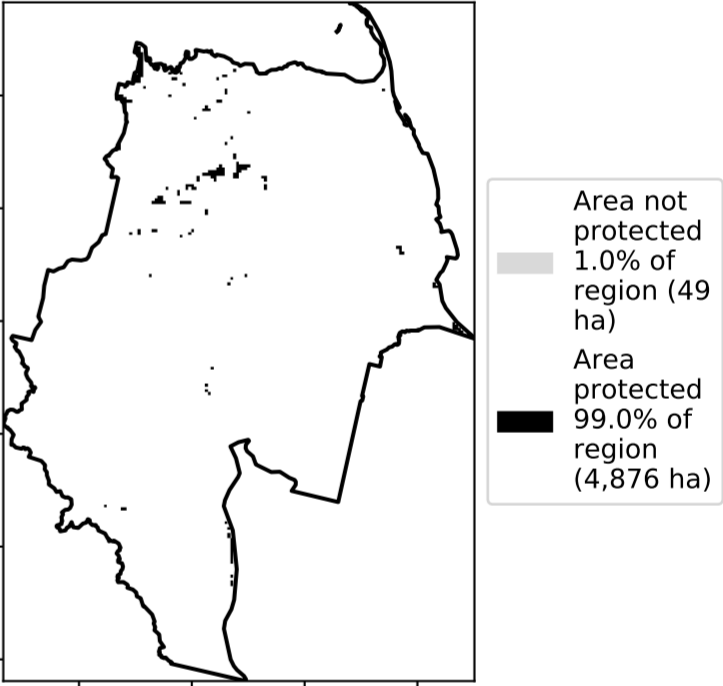 Area not
protected
1.0% of
region (49
ha)
Area
protected
99.0% of
region
(4,876 ha)